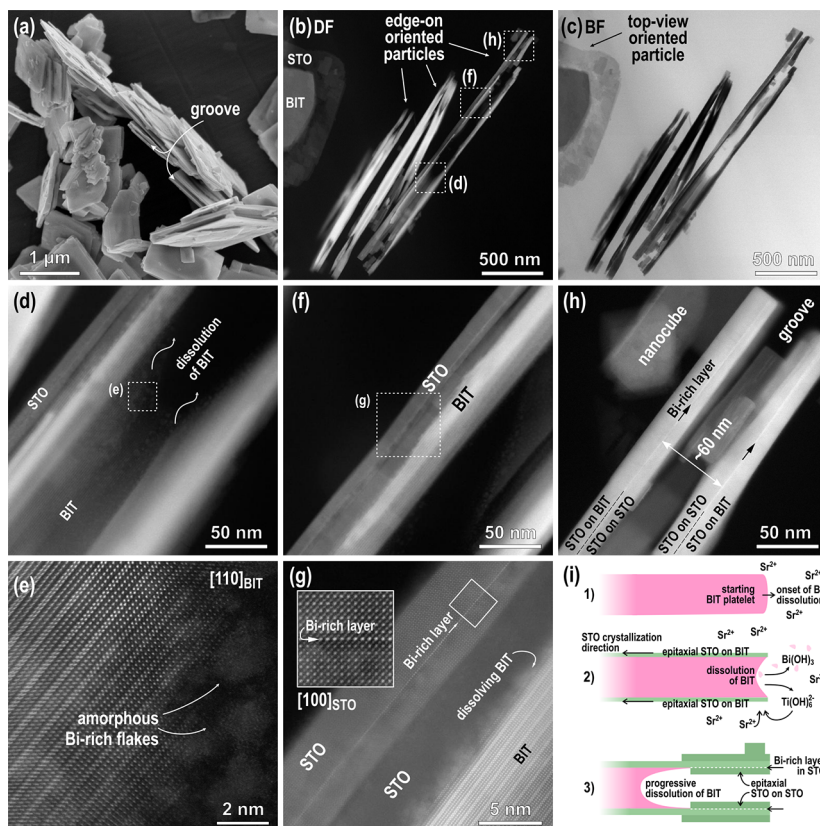 (a)
groove
1 µm
(b) DF
edge-on
oriented
particles
(h)
(f)
(d)
STO
BIT
500 nm
(c) BF
top-view
oriented
particle
500 nm
(d)
STO
(e)
dissolution
of BIT
BIT
50 nm
(f)
(g)
STO
BIT
50 nm
(h)
nanocube
groove
Bi-rich layer
~60 nm
STO on BIT
STO on STO
STO on STO
STO on BIT
50 nm
(e)
[110]BIT
amorphous
Bi-rich flakes
2 nm
(g)
Bi-rich layer
[100]STO
Bi-rich layer
dissolving BIT
STO
STO
BIT
5 nm
(i)
Sr2+
Sr2+
1)
starting
BIT platelet
onset of B
dissolution
Sr2+
STO crystallization
direction
Sr2+
Sr2+
epitaxial STO on BIT
Bi(OH)3
2)
dissolution
of BIT
Sr
epitaxial STO on BIT
Ti(OH)6 2-
Sr2+
Sr2+
Bi-rich laye
in STO
3)
progressive
dissolution of BIT
epitaxial
STO on STO